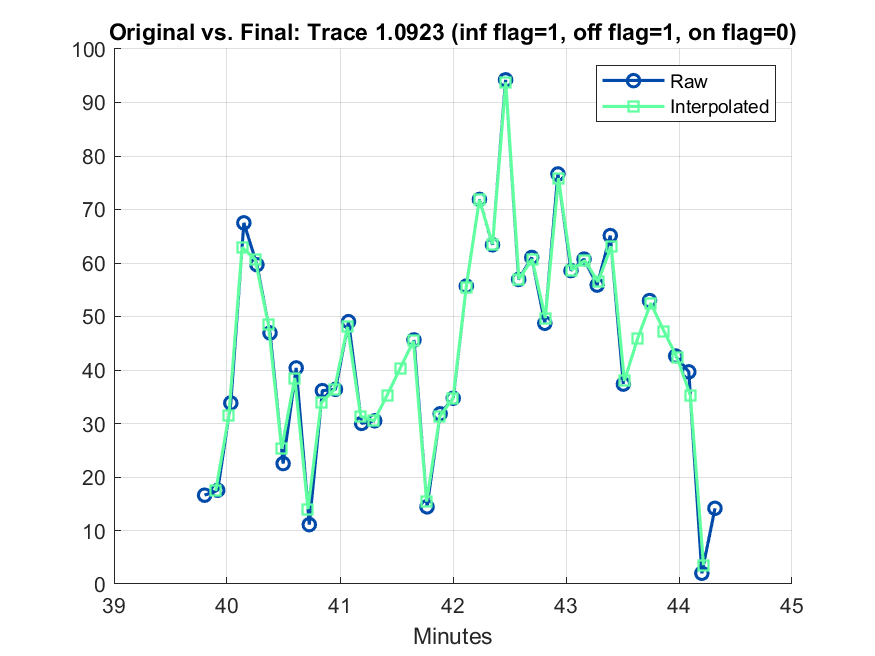 Original vs. Final: Trace 1.0923 (inf flag=1, off flag=1, on flag=0)
100
90
80
70
60
50
40
30
20
10
0
Raw
Interpolated
39 40 41 42 43 44 45
Minutes